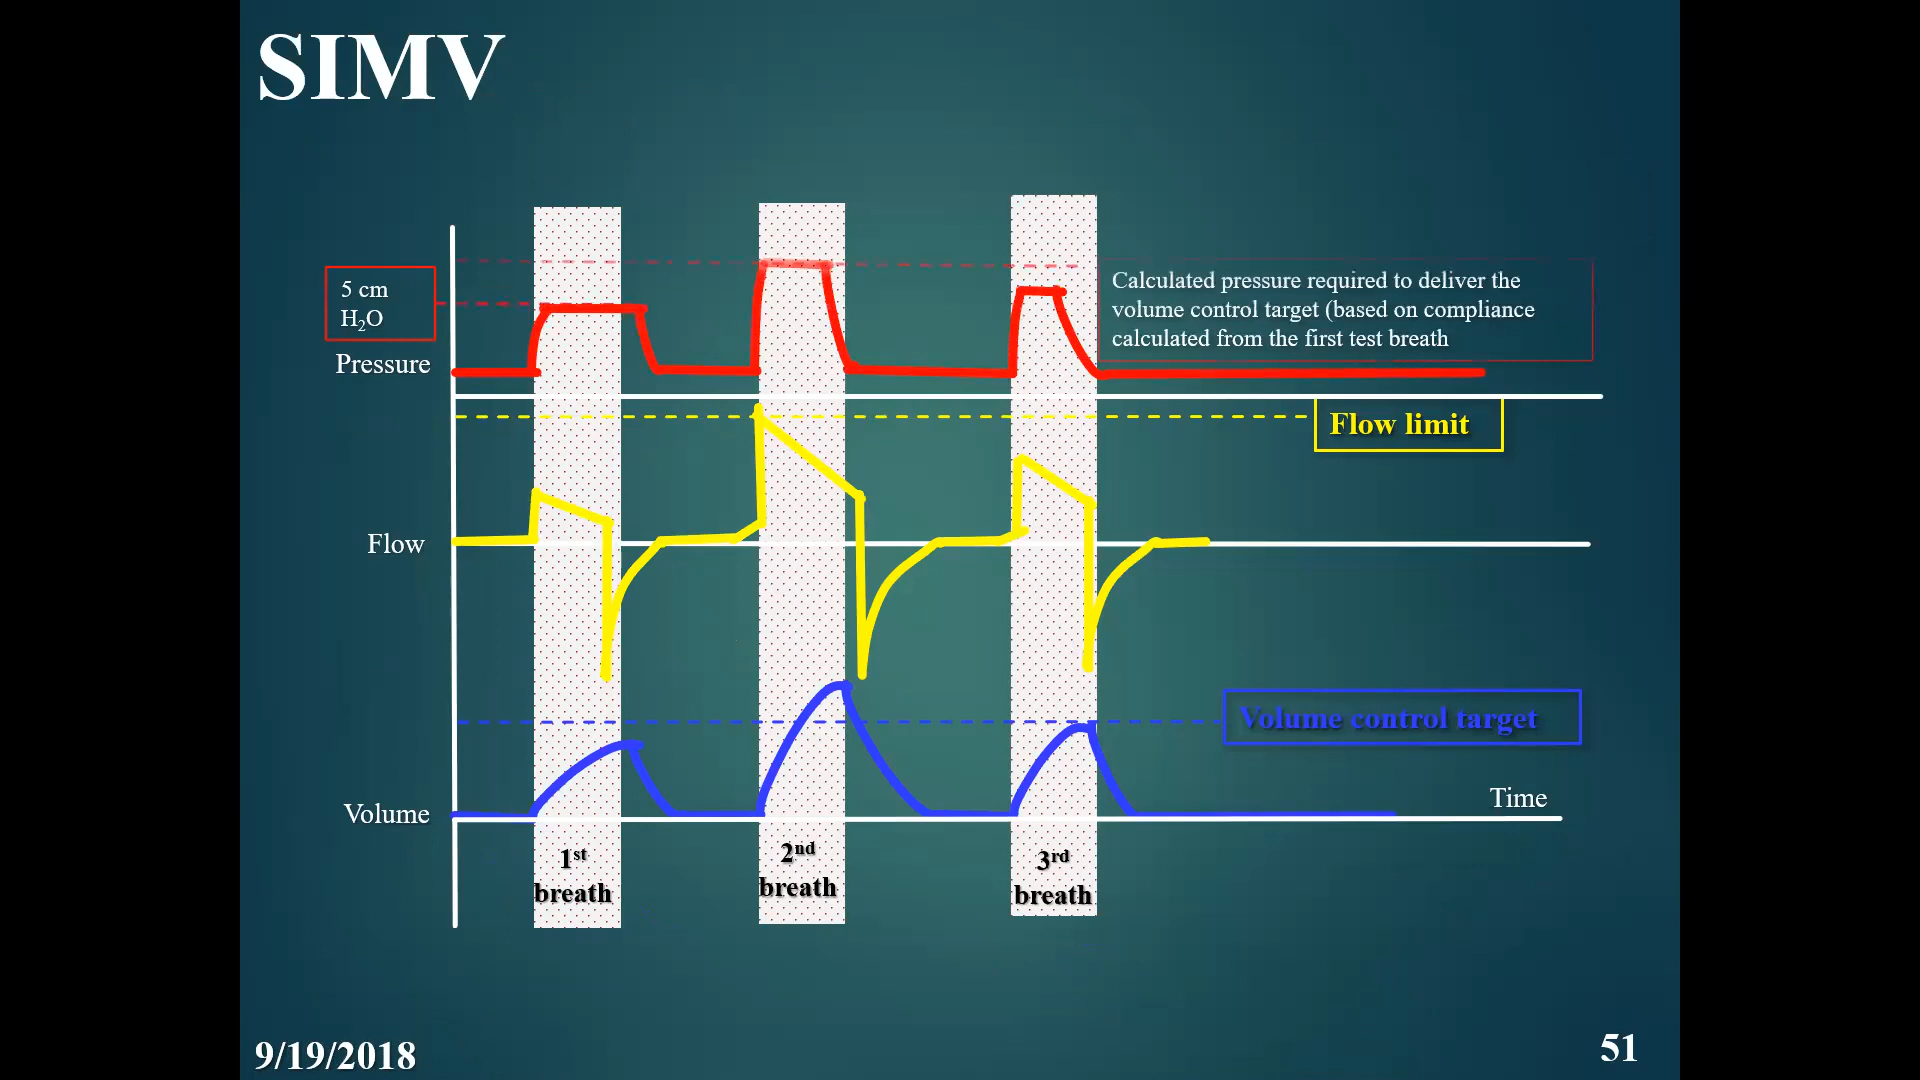 SIMV
5 cm
H₂O
Calculated pressure required to deliver the
volume control target (based on compliance
calculated from the first test breath
Pressure
Flow limit
Flow
Volume control target
Time
Volume
1st
breath
2nd
breath
3rd
breath
9/19/2018
51